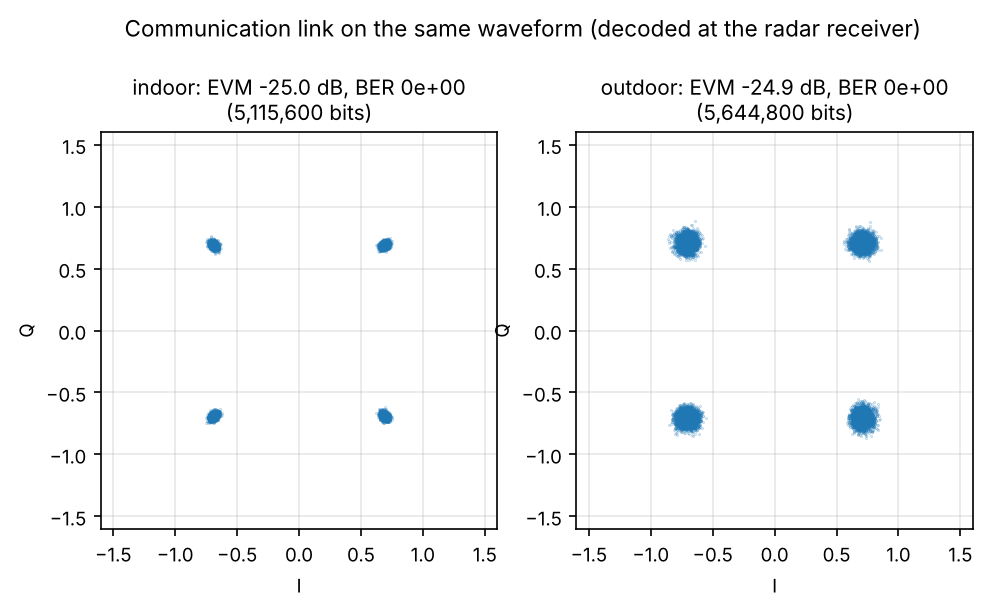 Communication link on the same waveform (decoded at the radar receiver)
indoor: EVM -25.0 dB, BER 0e+00
(5,115,600 bits)
1.5
1.0
0.5
0.0
−0.5
−1.0
−1.5
Q
−1.5 −1.0 −0.5 0.0 0.5 1.0 1.5
I
outdoor: EVM -24.9 dB, BER 0e+00
(5,644,800 bits)
1.5
1.0
0.5
0.0
−0.5
−1.0
−1.5
Q
−1.5 −1.0 −0.5 0.0 0.5 1.0 1.5
I